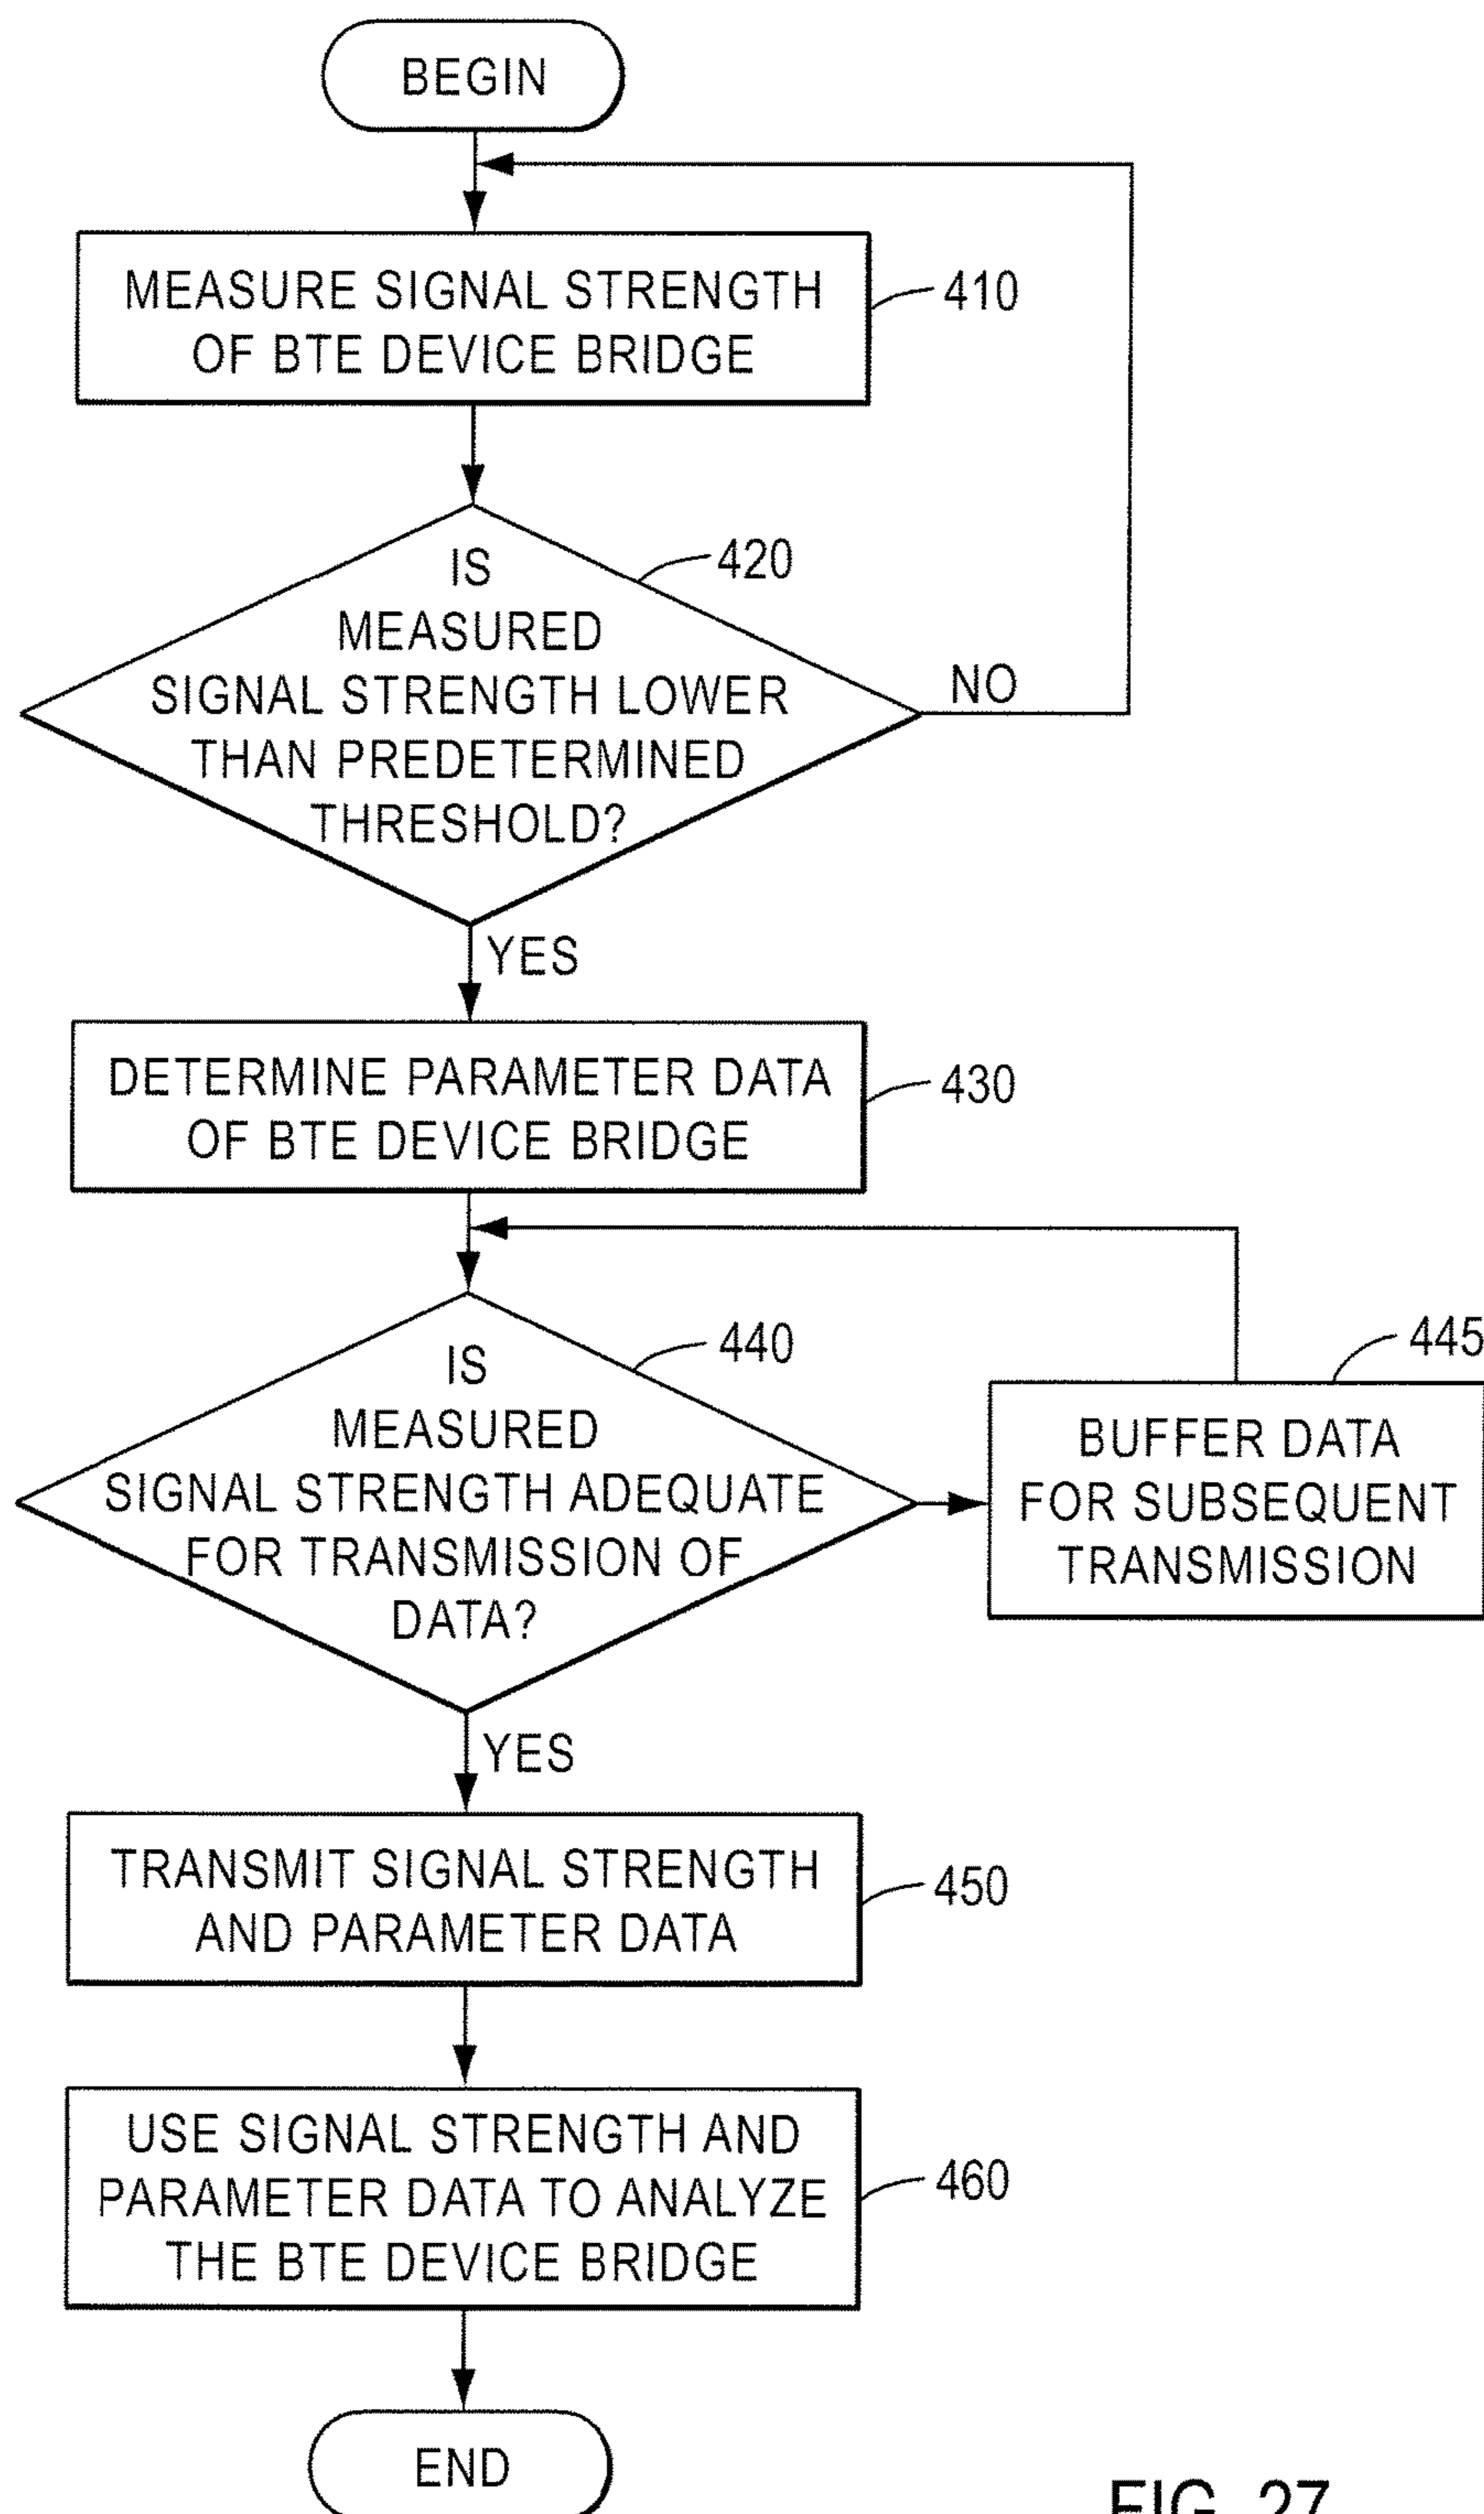 BEGIN
MEASURE SIGNAL STRENGTH
OF BTE DEVICE BRIDGE
410
IS
MEASURED
SIGNAL STRENGTH LOWER
THAN PREDETERMINED
THRESHOLD?
420
NO
YES
DETERMINE PARAMETER DATA
OF BTE DEVICE BRIDGE
430
IS
MEASURED
SIGNAL STRENGTH ADEQUATE
FOR TRANSMISSION OF
DATA?
440
445
BUFFER DATA
FOR SUBSEQUENT
TRANSMISSION
YES
TRANSMIT SIGNAL STRENGTH
AND PARAMETER DATA
450
USE SIGNAL STRENGTH AND
PARAMETER DATA TO ANALYZE
THE BTE DEVICE BRIDGE
460
END
FIG. 27